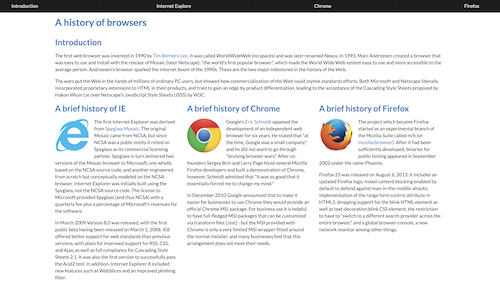 Introduction
Internet Explore
Chrome
Firefox
A history of browsers
Introduction
The first web browser was invented in 1990 by Tim Berners-Lee. It was called WorldWideWeb (no spaces) and was later renamed Nexus. In 1993, Marc Andreesen created a browser that
was easy to use and install with the release of Mosaic (later Netscape), "the world's first popular browser", which made the World Wide Web system easy to use and more accessible to the
average person. Andreesen's browser sparked the internet boom of the 1990s. These are the two major milestones in the history of the Web.
The wars put the Web in the hands of millions of ordinary PC users, but showed how commercialization of the Web could stymie standards efforts. Both Microsoft and Netscape liberally
incorporated proprietary extensions to HTML in their products, and tried to gain an edge by product differentiation, leading to the acceptance of the Cascading Style Sheets proposed by
Håkon Wium Lie over Netscape's JavaScript Style Sheets (JSSS) by W3C.
A brief history of IE
The first Internet Explorer was derived
from Spyglass Mosaic. The original
Mosaic came from NCSA, but since
NCSA was a public entity it relied on
Spyglass as its commercial licensing
partner. Spyglass in turn delivered two
versions of the Mosaic browser to Microsoft, one wholly
based on the NCSA source code, and another engineered
from scratch but conceptually modeled on the NCSA
browser. Internet Explorer was initially built using the
Spyglass, not the NCSA source code. The license to
Microsoft provided Spyglass (and thus NCSA) with a
quarterly fee plus a percentage of Microsoft's revenues for
the software.
In March 2009 Version 8.0 was released, with the first
public beta having been released on March 5, 2008. IE8
offered better support for web standards than previous
versions, with plans for improved support for RSS, CSS,
and Ajax, as well as full compliance for Cascading Style
Sheets 2.1. It was also the first version to successfully pass
the Acid2 test. In addition, Internet Explorer 8 included
new features such as WebSlices and an improved phishing
filter.
A brief history of Chrome
Google's Eric Schmidt opposed the
development of an independent web
browser for six years. He stated that "at
the time, Google was a small company,"
and he did not want to go through
"bruising browser wars." After co-
founders Sergey Brin and Larry Page hired several Mozilla
Firefox developers and built a demonstration of Chrome,
however, Schmidt admitted that "It was so good that it
essentially forced me to change my mind."
In December 2010 Google announced that to make it
easier for businesses to use Chrome they would provide an
official Chrome MSI package. For business use it is helpful
to have full-fledged MSI packages that can be customized
via transform files (.mst) - but the MSI provided with
Chrome is only a very limited MSI wrapper fitted around
the normal installer, and many businesses find that this
arrangement does not meet their needs.
A brief history of Firefox
The project which became Firefox
started as an experimental branch of
the Mozilla Suite called m/b (or
mozilla/browser). After it had been
sufficiently developed, binaries for
public testing appeared in September
2002 under the name Phoenix.
Firefox 23 was released on August 6, 2013. It includes an
updated Firefox logo, mixed content blocking enabled by
default to defend against man-in-the-middle attacks,
implementation of the range form control attribute in
HTML5, dropping support for the blink HTML element as
well as text-decoration:blink CSS element, the restriction
to have to "switch to a different search provider across the
entire browser," and a global browser console, a new
network monitor among other things.